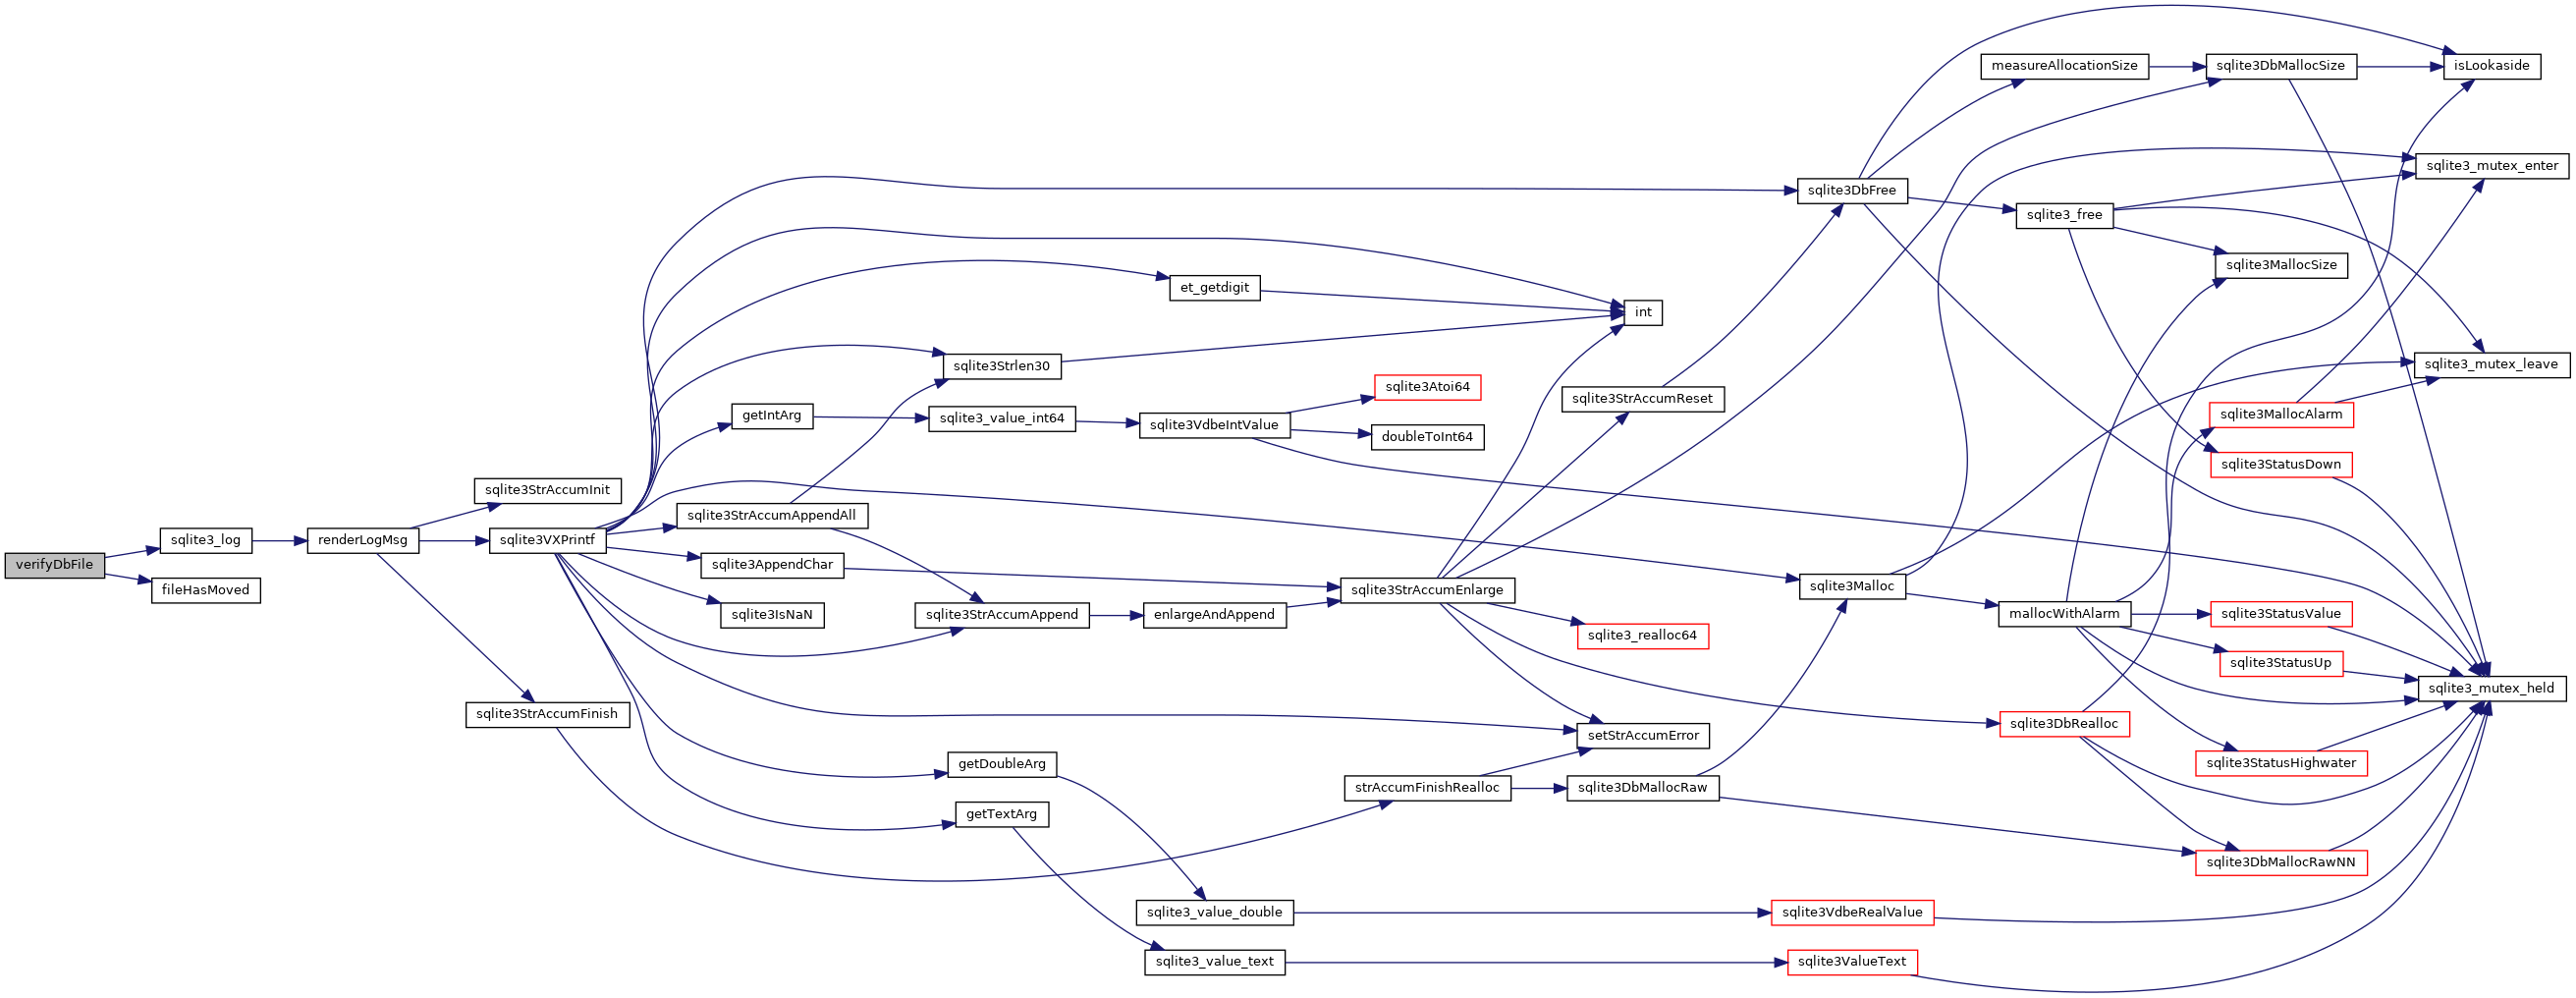 verifyDbFile
sqlite3_log
fileHasMoved
renderLogMsg
sqlite3StrAccumInit
sqlite3VXPrintf
sqlite3StrAccumFinish
sqlite3StrAccumAppendAll
sqlite3AppendChar
sqlite3IsNaN
getIntArg
sqlite3Strlen30
sqlite3_value_int64
sqlite3StrAccumAppend
getDoubleArg
getTextArg
et_getdigit
sqlite3VdbeIntValue
enlargeAndAppend
sqlite3_value_double
sqlite3_value_text
sqlite3Atoi64
doubleToInt64
sqlite3StrAccumEnlarge
strAccumFinishRealloc
int
sqlite3StrAccumReset
sqlite3_realloc64
setStrAccumError
sqlite3DbMallocRaw
sqlite3DbFree
sqlite3Malloc
sqlite3VdbeRealValue
sqlite3ValueText
measureAllocationSize
sqlite3_free
mallocWithAlarm
sqlite3DbRealloc
sqlite3DbMallocSize
sqlite3MallocSize
sqlite3MallocAlarm
sqlite3StatusDown
sqlite3StatusValue
sqlite3StatusUp
sqlite3StatusHighwater
sqlite3DbMallocRawNN
isLookaside
sqlite3_mutex_enter
sqlite3_mutex_leave
sqlite3_mutex_held